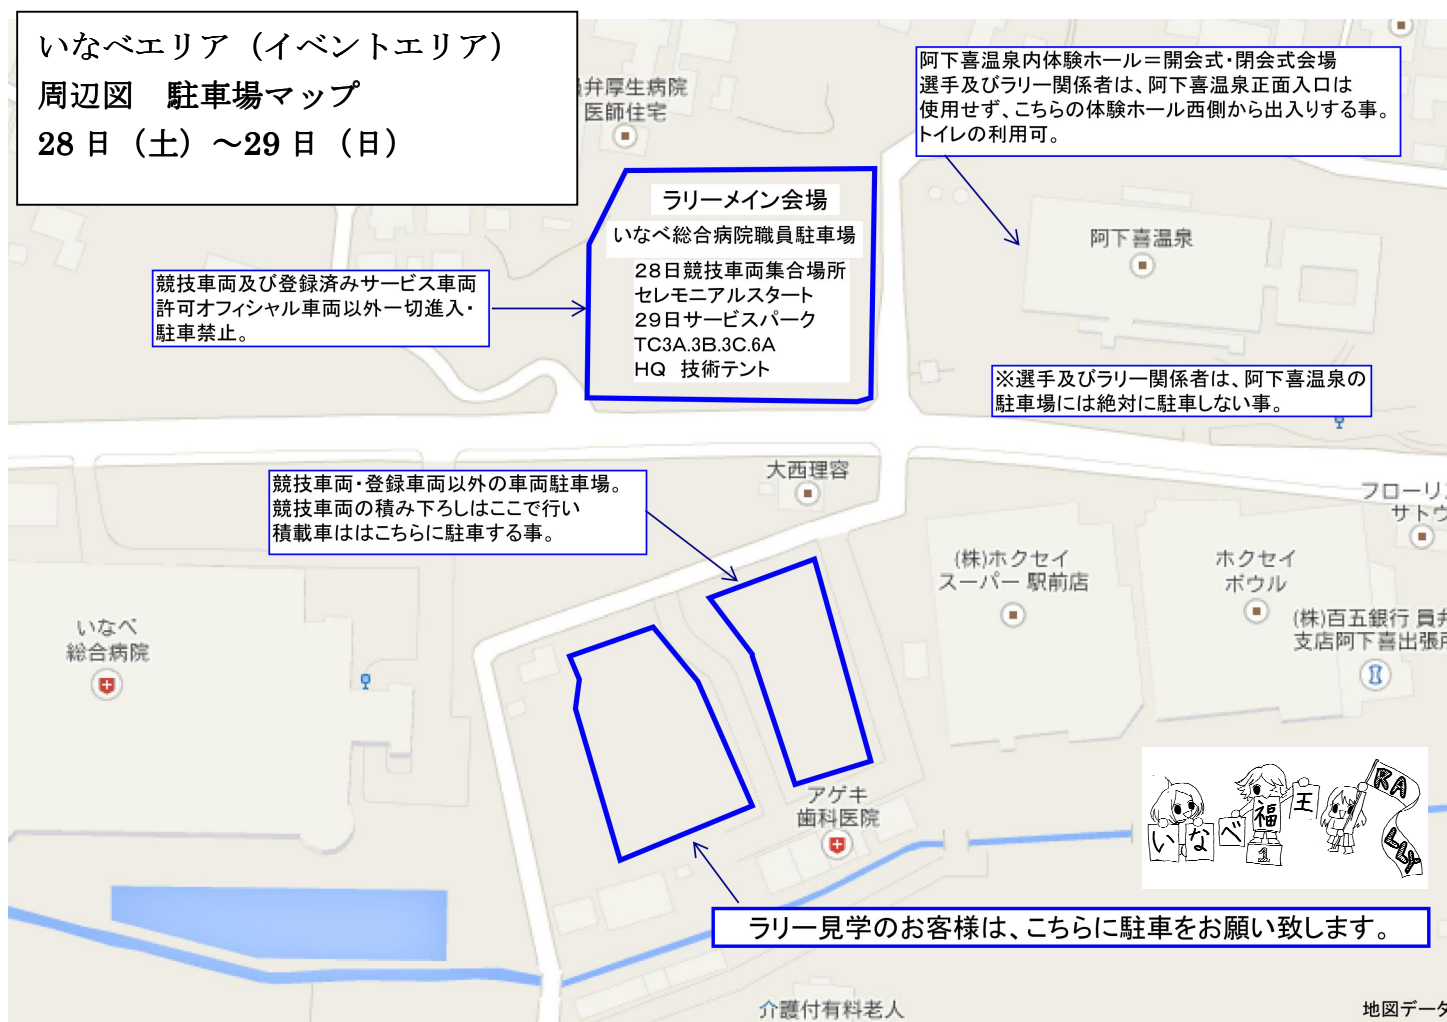 いなべエリア（イベントエリア）
周辺図　駐車場マップ
28日（土）～29日（日）
弁厚生病院
医師住宅
阿下喜温泉内体験ホール＝開会式・閉会式会場
選手及びラリー関係者は、阿下喜温泉正面入口は
使用せず、こちらの体験ホール西側から出入りする事。
トイレの利用可。
ラリーメイン会場
いなべ総合病院職員駐車場
28日競技車両集合場所
セレモニアルスタート
29日サービスパーク
TC3A.3B.3C.6A
HQ　技術テント
阿下喜温泉
競技車両及び登録済みサービス車両
許可オフィシャル車両以外一切進入・
駐車禁止。
※選手及びラリー関係者は、阿下喜温泉の
駐車場には絶対に駐車しない事。
競技車両・登録車両以外の車両駐車場。
競技車両の積み下ろしはここで行い
積載車ははこちらに駐車する事。
大西理容
フローリ
サトウ
(株)ホクセイ
スーパー 駅前店
ホクセイ
ボウル
(株)百五銀行 員弁
支店阿下喜出張所
いなべ
総合病院
アゲキ
歯科医院
いなべ福王
RA
LLY
1
ラリー見学のお客様は、こちらに駐車をお願い致します。
介護付有料老人
地図データ